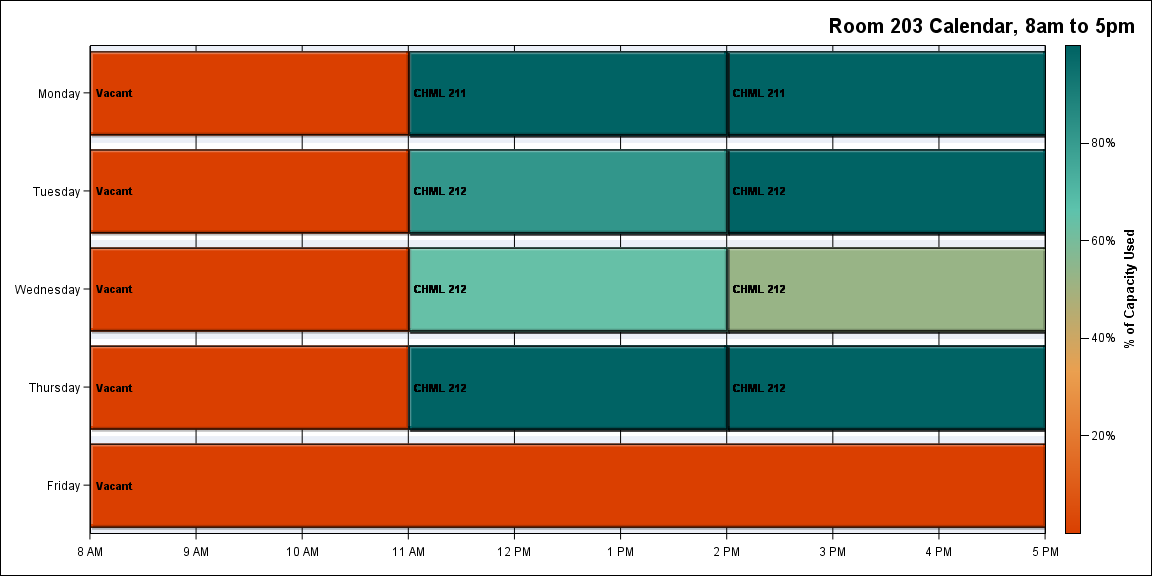 Room 203 Calendar, 8am to 5pm
Monday
Vacant
CHML 211
CHML 211
Tuesday
Vacant
CHML 212
CHML 212
Wednesday
Vacant
CHML 212
CHML 212
Thursday
Vacant
CHML 212
CHML 212
Friday
Vacant
8 AM 9 AM 10 AM 11 AM 12 PM 1 PM 2 PM 3 PM 4 PM 5 PM
80%
60%
40%
20%
% of Capacity Used